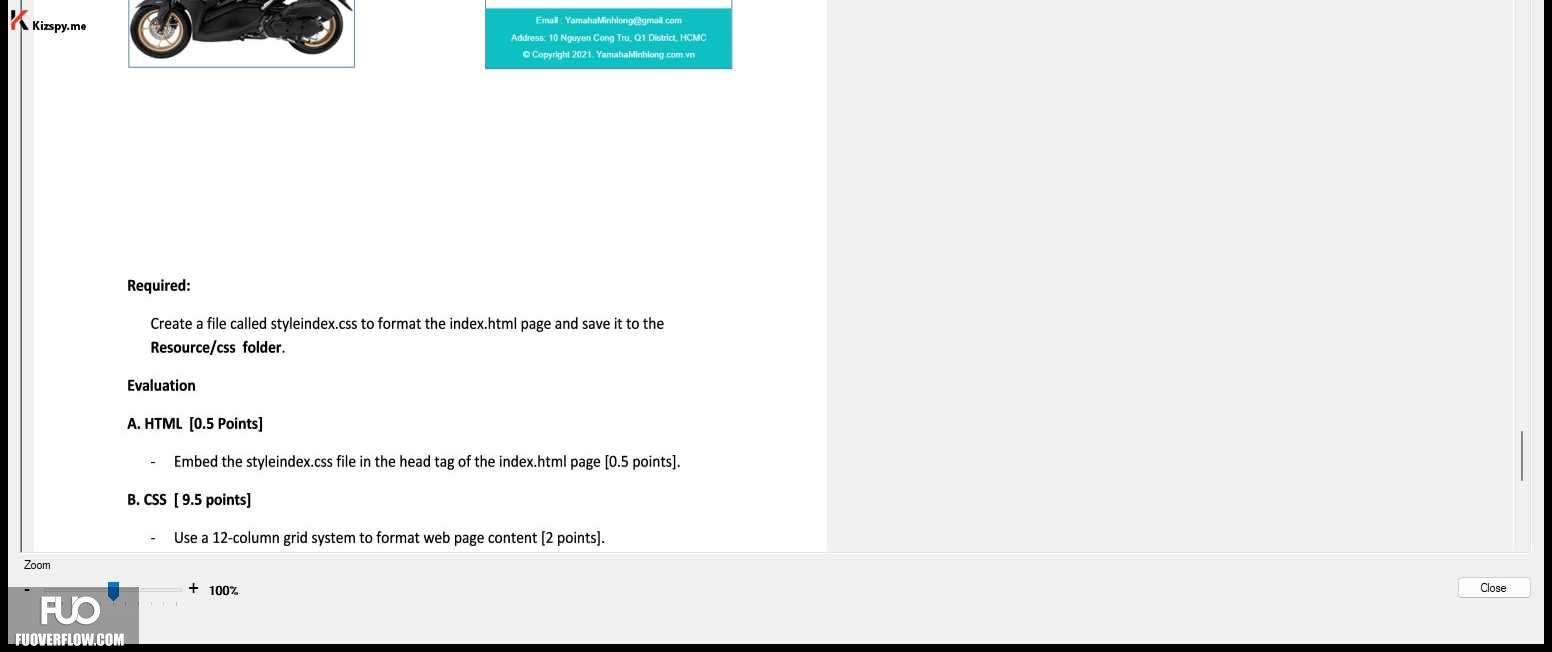 Kizspy.me
Email : YamahaMinhlong@gmail.com
Address: 10 Nguyen Cong Tru, Q1 District, HCMC
© Copyright 2021. YamahaMinhlong.com.vn
Required:
Create a file called styleindex.css to format the index.html page and save it to the
Resource/css folder.
Evaluation
A. HTML [0.5 Points]
- Embed the styleindex.css file in the head tag of the index.html page [0.5 points].
B. CSS [ 9.5 points]
- Use a 12-column grid system to format web page content [2 points].
Zoom
- + 100%
Close
FUO
FUOVERFLOW.COM